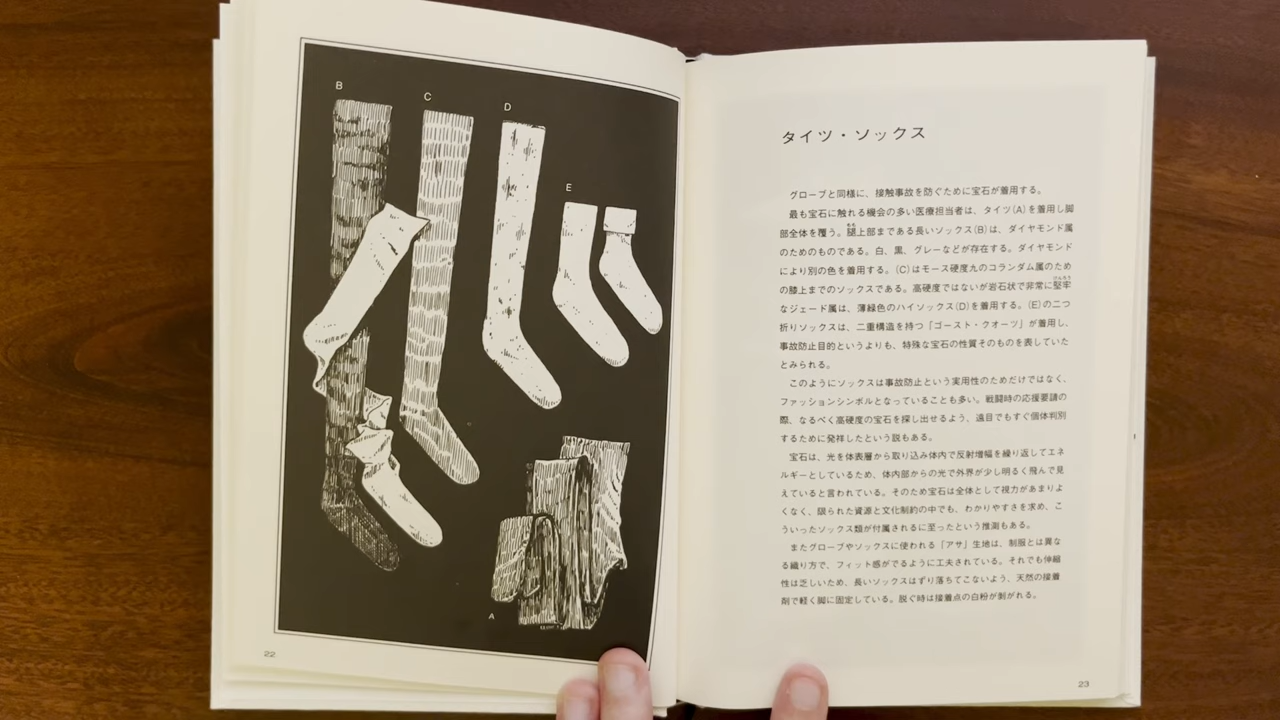 B
C
D
E
A
22
タイツ・ソックス
グローブと同様に、接触事故を防ぐために宝石が着用する。
最も宝石に触れる機会の多い医療担当者は、タイツ(A)を着用し脚
部全体を覆う。腿上部まである長いソックス(B)は、ダイヤモンド属
のためのものである。白、黒、グレーなどが存在する。ダイヤモンド
により別の色を着用する。(C)はモース硬度九のコランダム属のため
の膝上までのソックスである。高硬度ではないが岩石状で非常に堅牢
なジェード属は、薄緑色のハイソックス(D)を着用する。(E)の二つ
折りソックスは、二重構造を持つ「ゴースト・クオーツ」が着用し、
事故防止目的というよりも、特殊な宝石の性質そのものを表していた
とみられる。
このようにソックスは事故防止という実用性のためだけではなく、
ファッションシンボルとなっていることも多い。戦闘時の応援要請の
際、なるべく高硬度の宝石を探し出せるよう、遠目でもすぐ個体判別
するために発祥したという説もある。
宝石は、光を体表層から取り込み体内で反射増幅を繰り返してエネ
ルギーとしているため、体内部からの光で外界が少し明るく飛んで見
えていると言われている。そのため宝石は全体として視力があまりよ
くなく、限られた資源と文化制約の中でも、わかりやすさを求め、こ
ういったソックス類が付属されるに至ったという推測もある。
またグローブやソックスに使われる「アサ」生地は、制服とは異な
る織り方で、フィット感がでるように工夫されている。それでも伸縮
性は乏しいため、長いソックスはずり落ちてこないよう、天然の接着
剤で軽く脚に固定している。脱ぐ時は接着点の白粉が剝がれる。
23